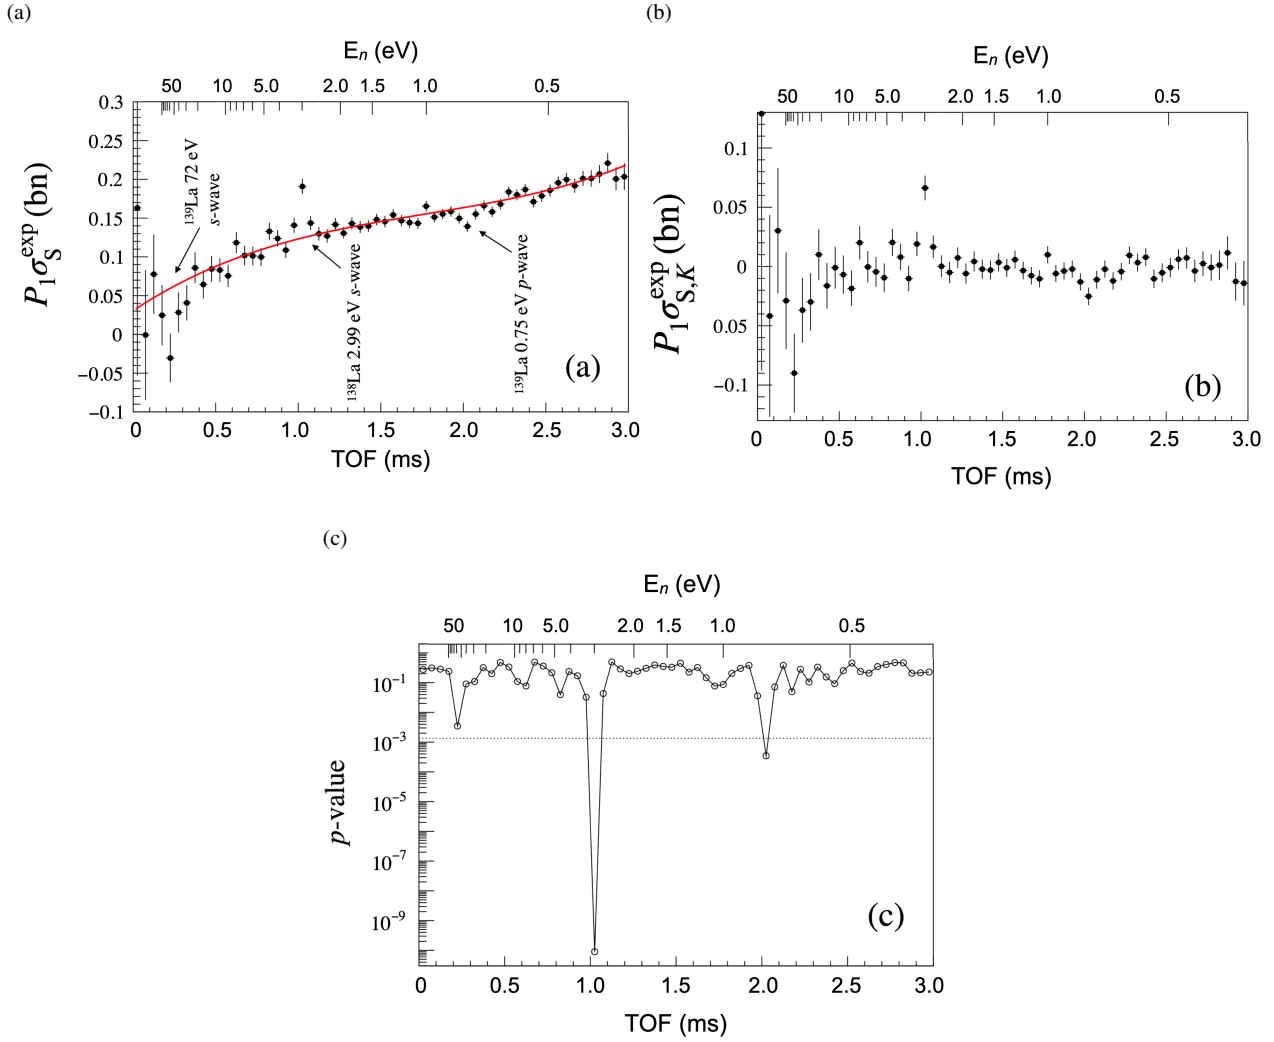 (a)
E_n (eV)
50 10 5.0 2.0 1.5 1.0 0.5
0.3
0.25
0.2
0.15
0.1
0.05
0
−0.05
−0.1
P₁σ_S^exp (bn)
¹³⁹La 72 eV
s-wave
¹³⁸La 2.99 eV s-wave
¹³⁹La 0.75 eV p-wave
(a)
0 0.5 1.0 1.5 2.0 2.5 3.0
TOF (ms)
(b)
E_n (eV)
50 10 5.0 2.0 1.5 1.0 0.5
0.1
0.05
0
0.05
−0.1
P₁σ_S,K^exp (bn)
(b)
0 0.5 1.0 1.5 2.0 2.5 3.0
TOF (ms)
(c)
E_n (eV)
50 10 5.0 2.0 1.5 1.0 0.5
10⁻¹
10⁻³
10⁻⁵
10⁻⁷
10⁻⁹
p-value
(c)
0 0.5 1.0 1.5 2.0 2.5 3.0
TOF (ms)